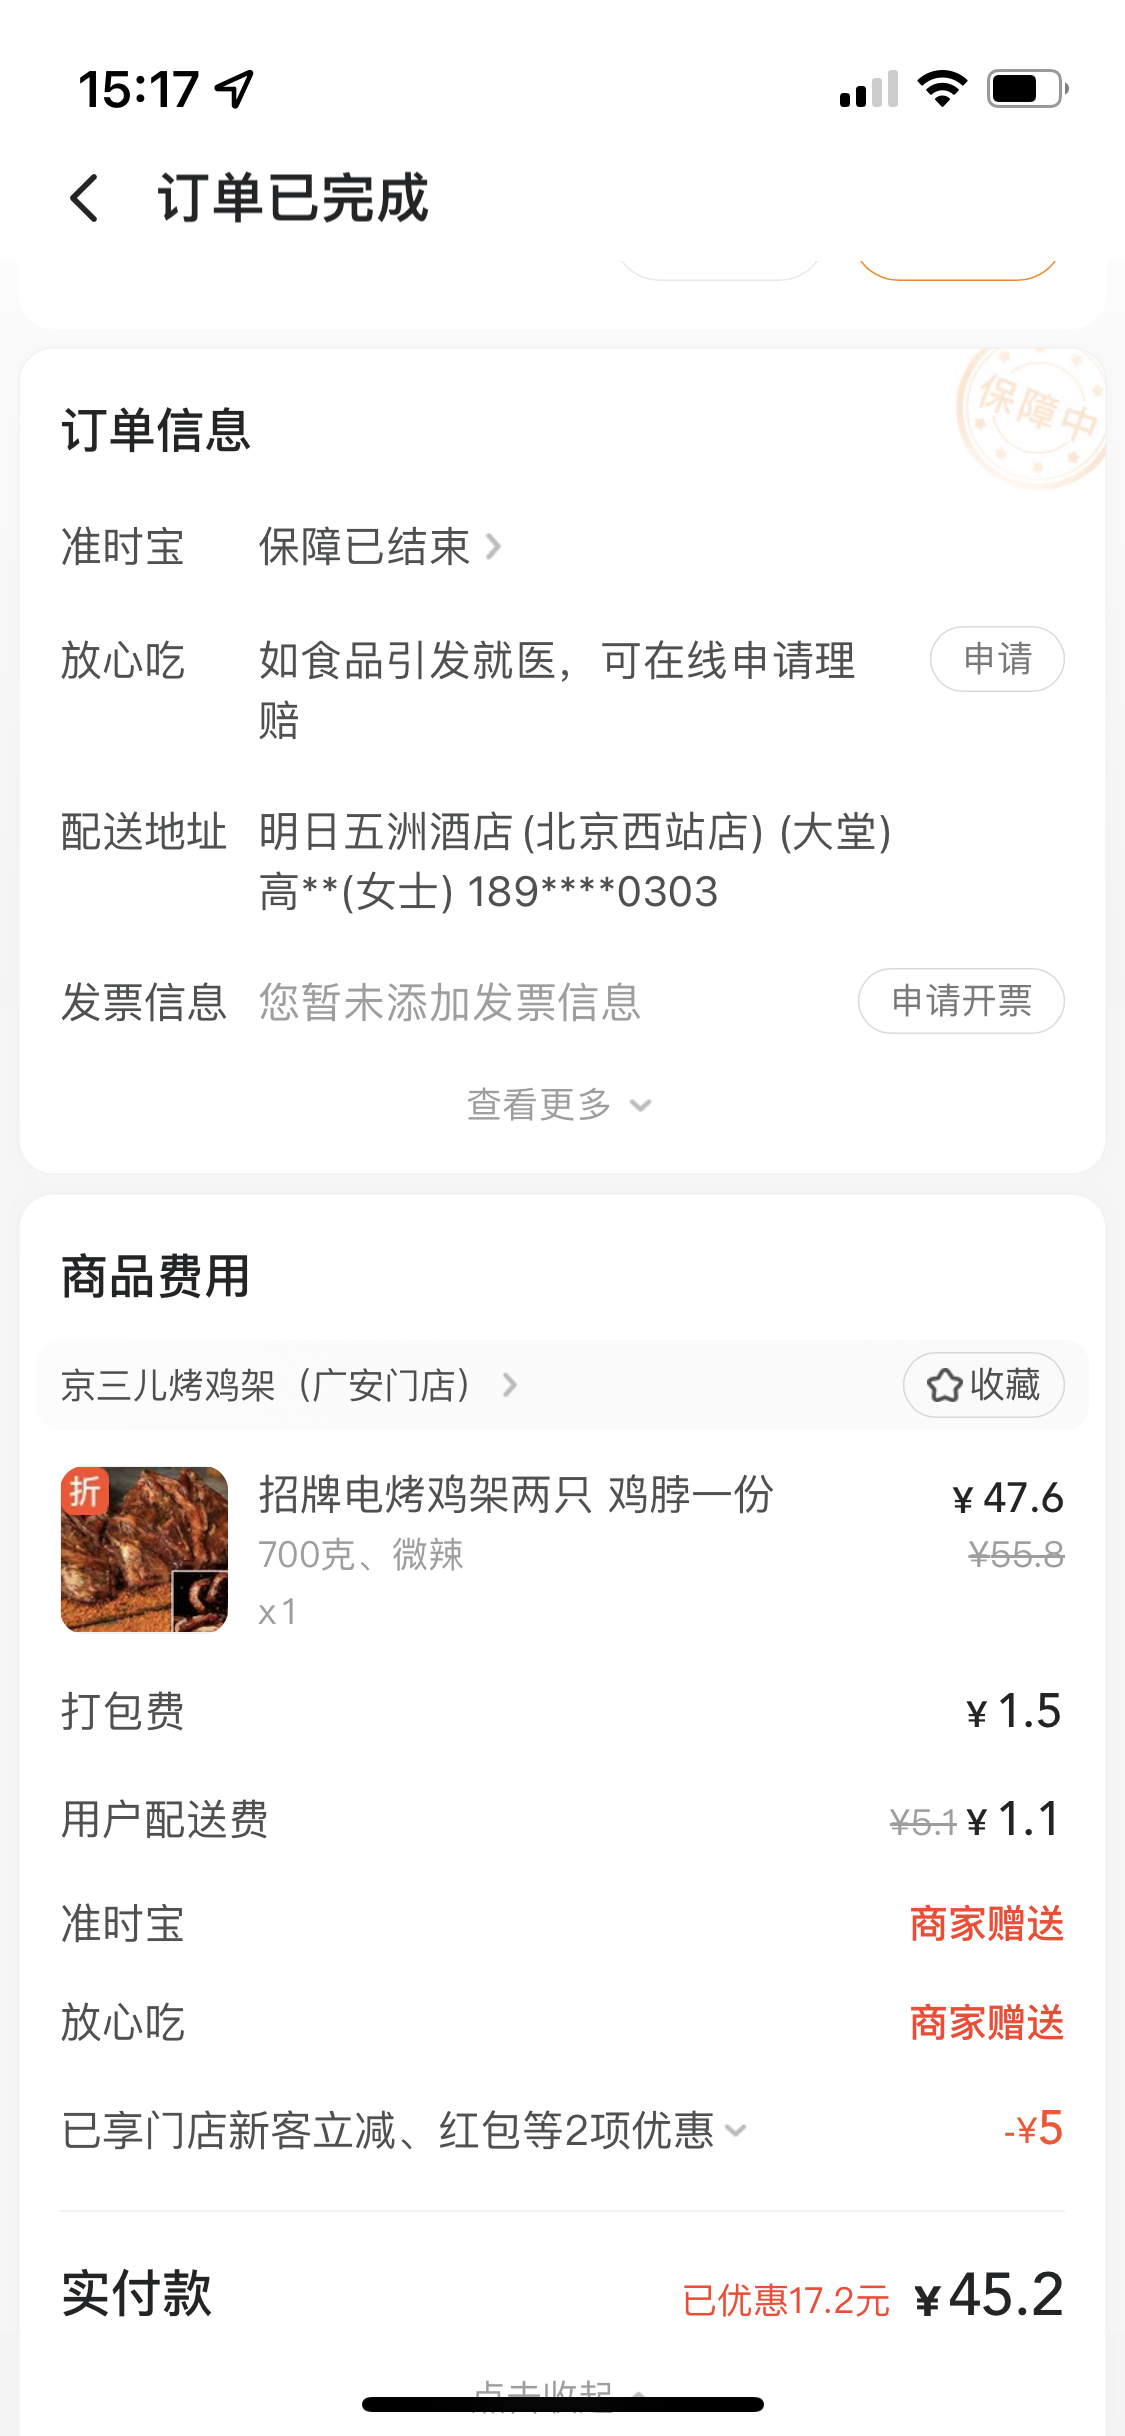 15:17
订单已完成
保障中
订单信息
准时宝 保障已结束
放心吃 如食品引发就医，可在线申请理赔 申请
配送地址 明日五洲酒店(北京西站店) (大堂)
高**(女士) 189****0303
发票信息 您暂未添加发票信息 申请开票
查看更多
商品费用
京三儿烤鸡架（广安门店） 收藏
折
招牌电烤鸡架两只 鸡脖一份 ¥47.6
700克、微辣 ¥55.8
x1
打包费 ¥1.5
用户配送费 ¥5.1 ¥1.1
准时宝 商家赠送
放心吃 商家赠送
已享门店新客立减、红包等2项优惠 -¥5
实付款 已优惠17.2元 ¥45.2
点击收起